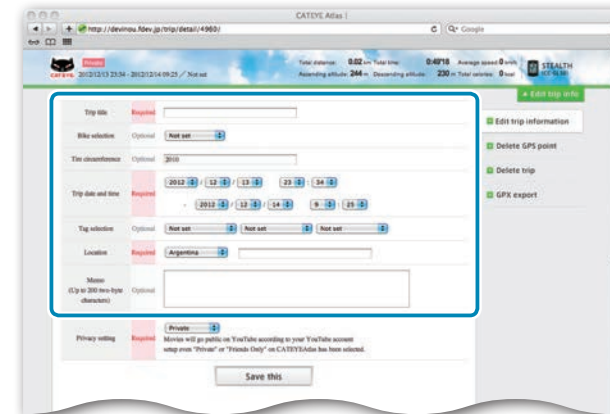 CATEYE Atlas |
http://devinou.fdev.jp/trip/detail/4960/
Google
Private
CATEYE 2012/12/13 23:34 - 2012/12/14 09:25 / Not set
Total distance: 0.02 km Total time: 0:49'18 Average speed 0 km/h
Ascending altitude: 244 m Descending altitude: 230 m Total calories: 0 kcal
STEALTH
+ Edit trip info
Trip title Required
Edit trip information
Bike selection Optional Not set
Delete GPS point
Tire circumference Optional 2010
Delete trip
Trip date and time Required 2012 / 12 / 13 23 : 34
GPX export
- 2012 / 12 / 14 9 : 25
Tag selection Optional Not set Not set Not set
Location Required Argentina
Memo
(Up to 200 two-byte
characters)
Optional
Privacy setting Required Private
Movies will go public on YouTube according to your YouTube account
setup even "Private" or "Friends Only" on CATEYEAtlas has been selected.
Save this